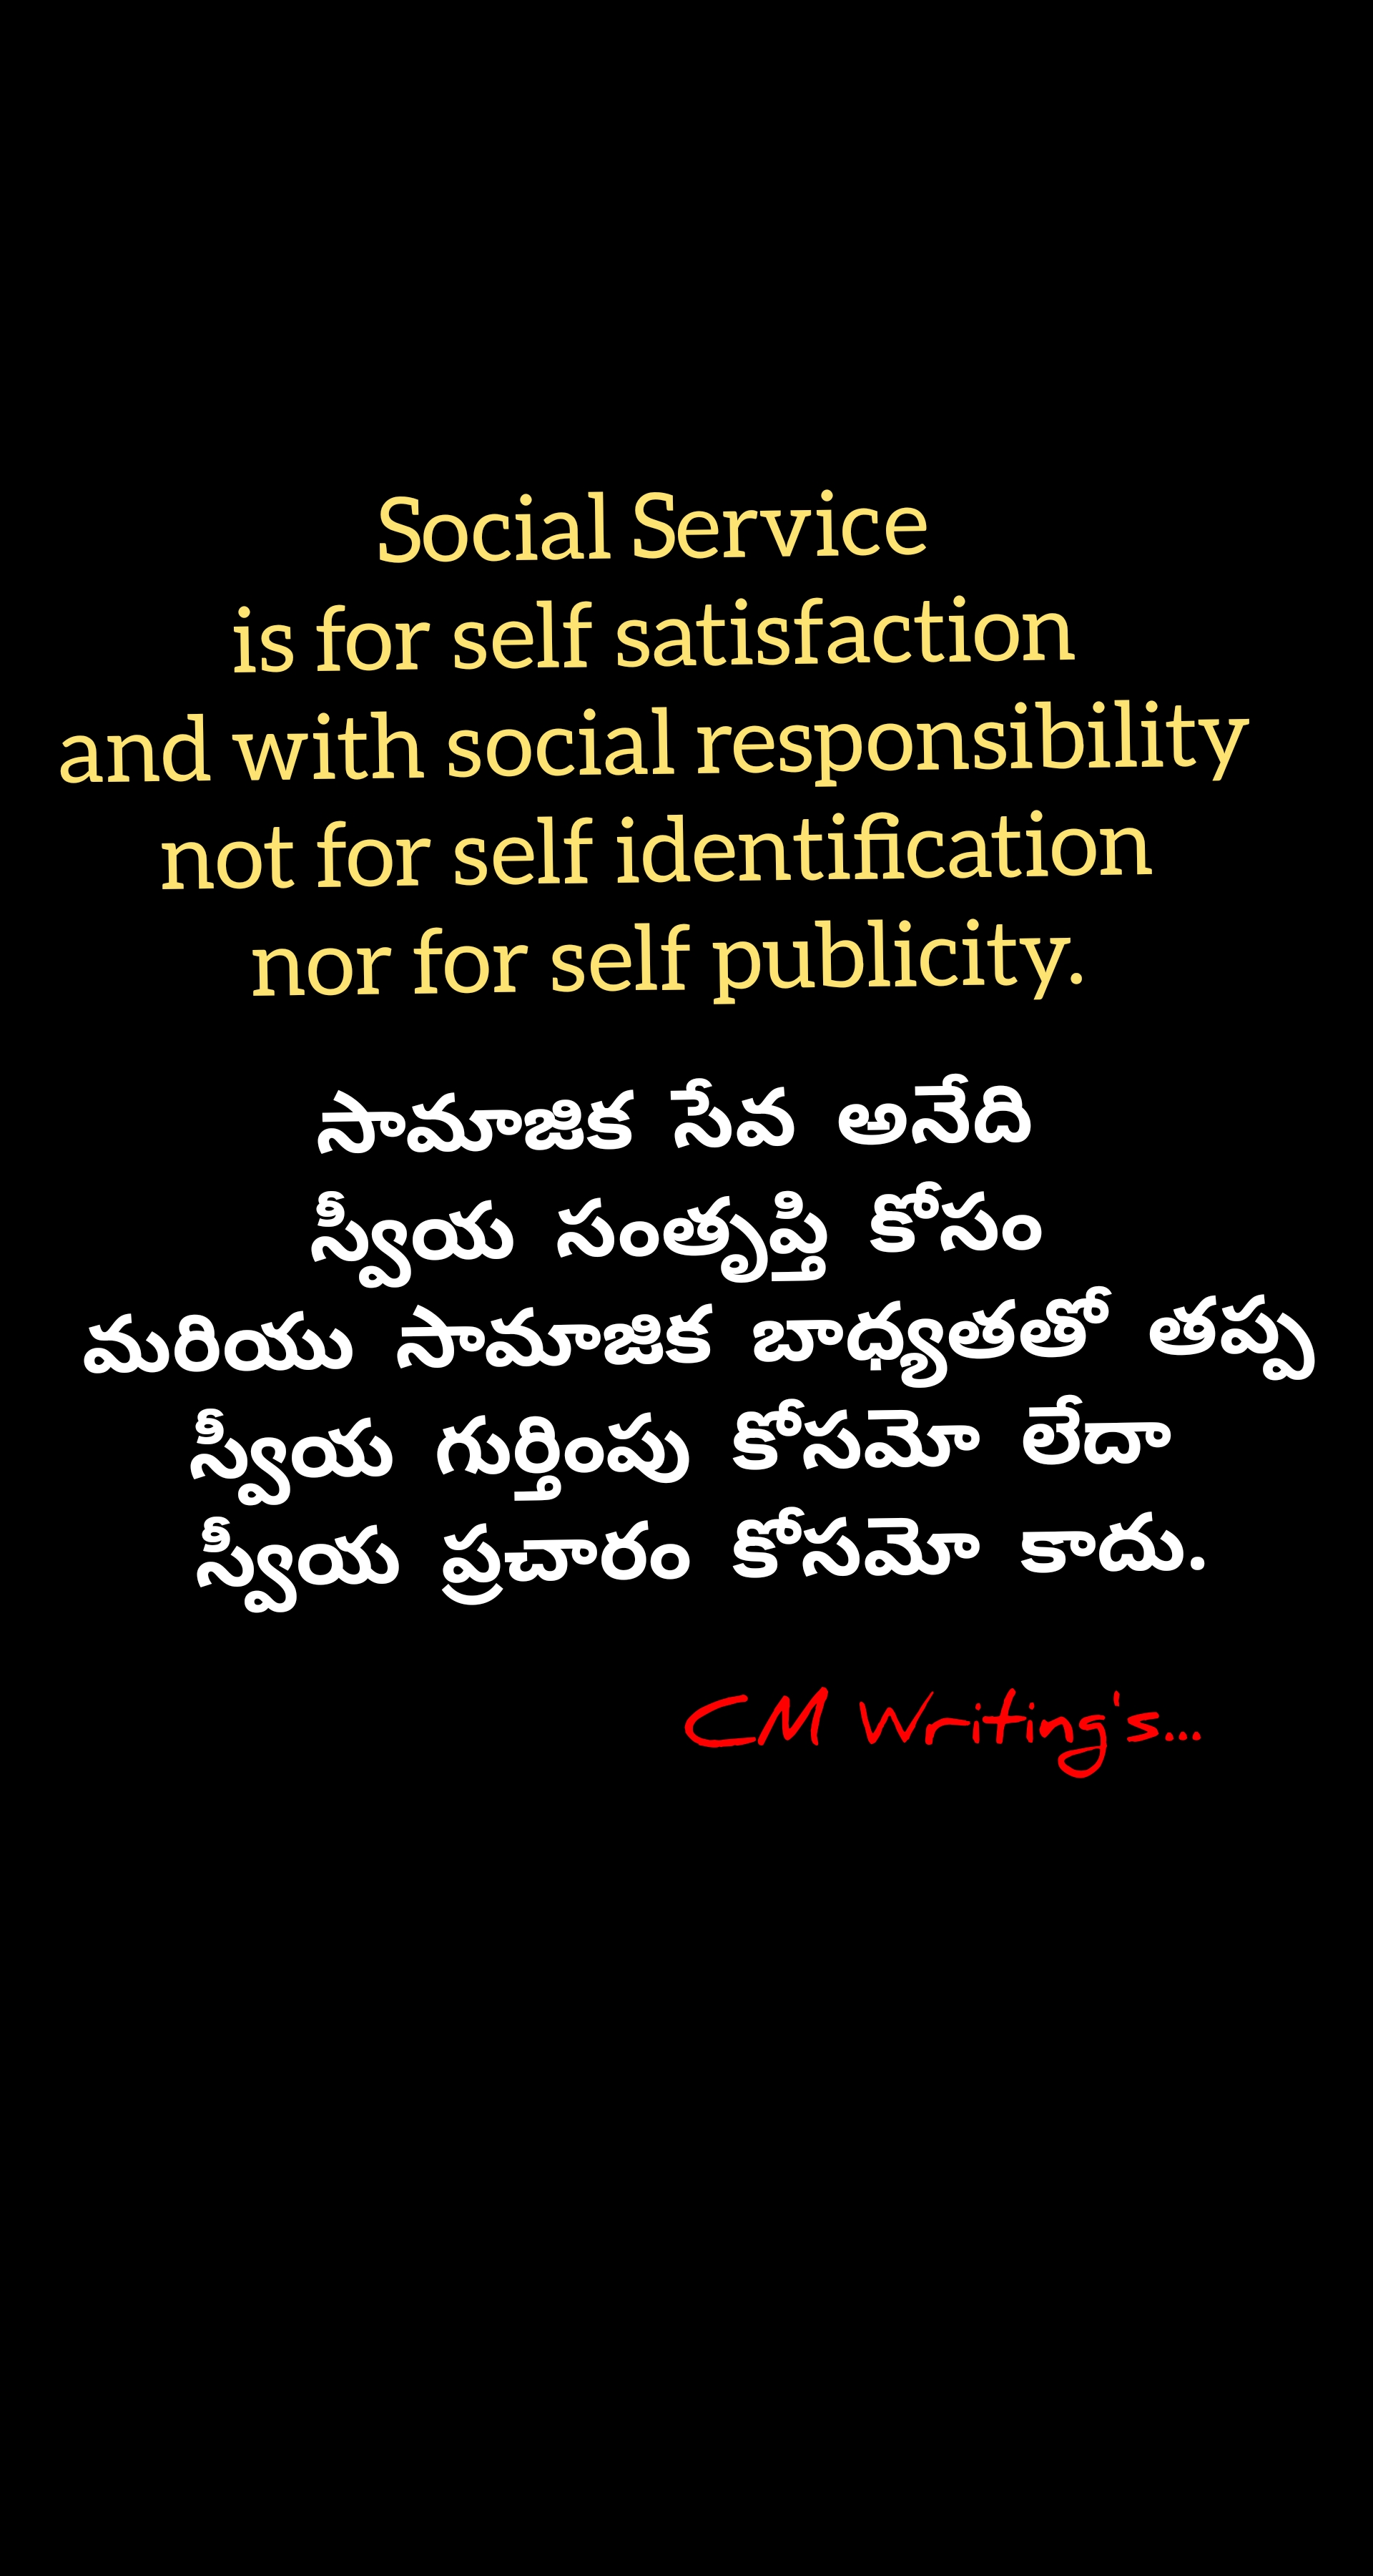 Social Service
is for self satisfaction
and with social responsibility
not for self identification
nor for self publicity.
సామాజిక సేవ అనేది
స్వీయ సంతృప్తి కోసం
మరియు సామాజిక బాధ్యతతో తప్ప
స్వీయ గుర్తింపు కోసమో లేదా
స్వీయ ప్రచారం కోసమో కాదు.
CM Writing's...